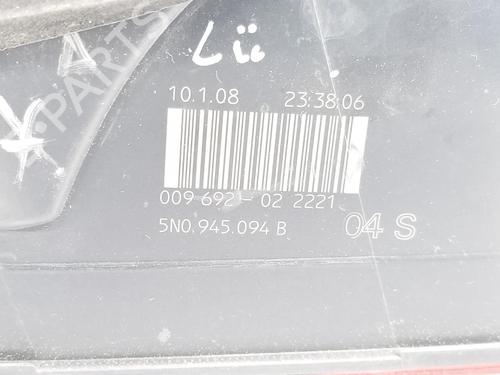 Lü
10.1.08 23:38:06
009 692-02 2221
5N0.945.094 B 04 S